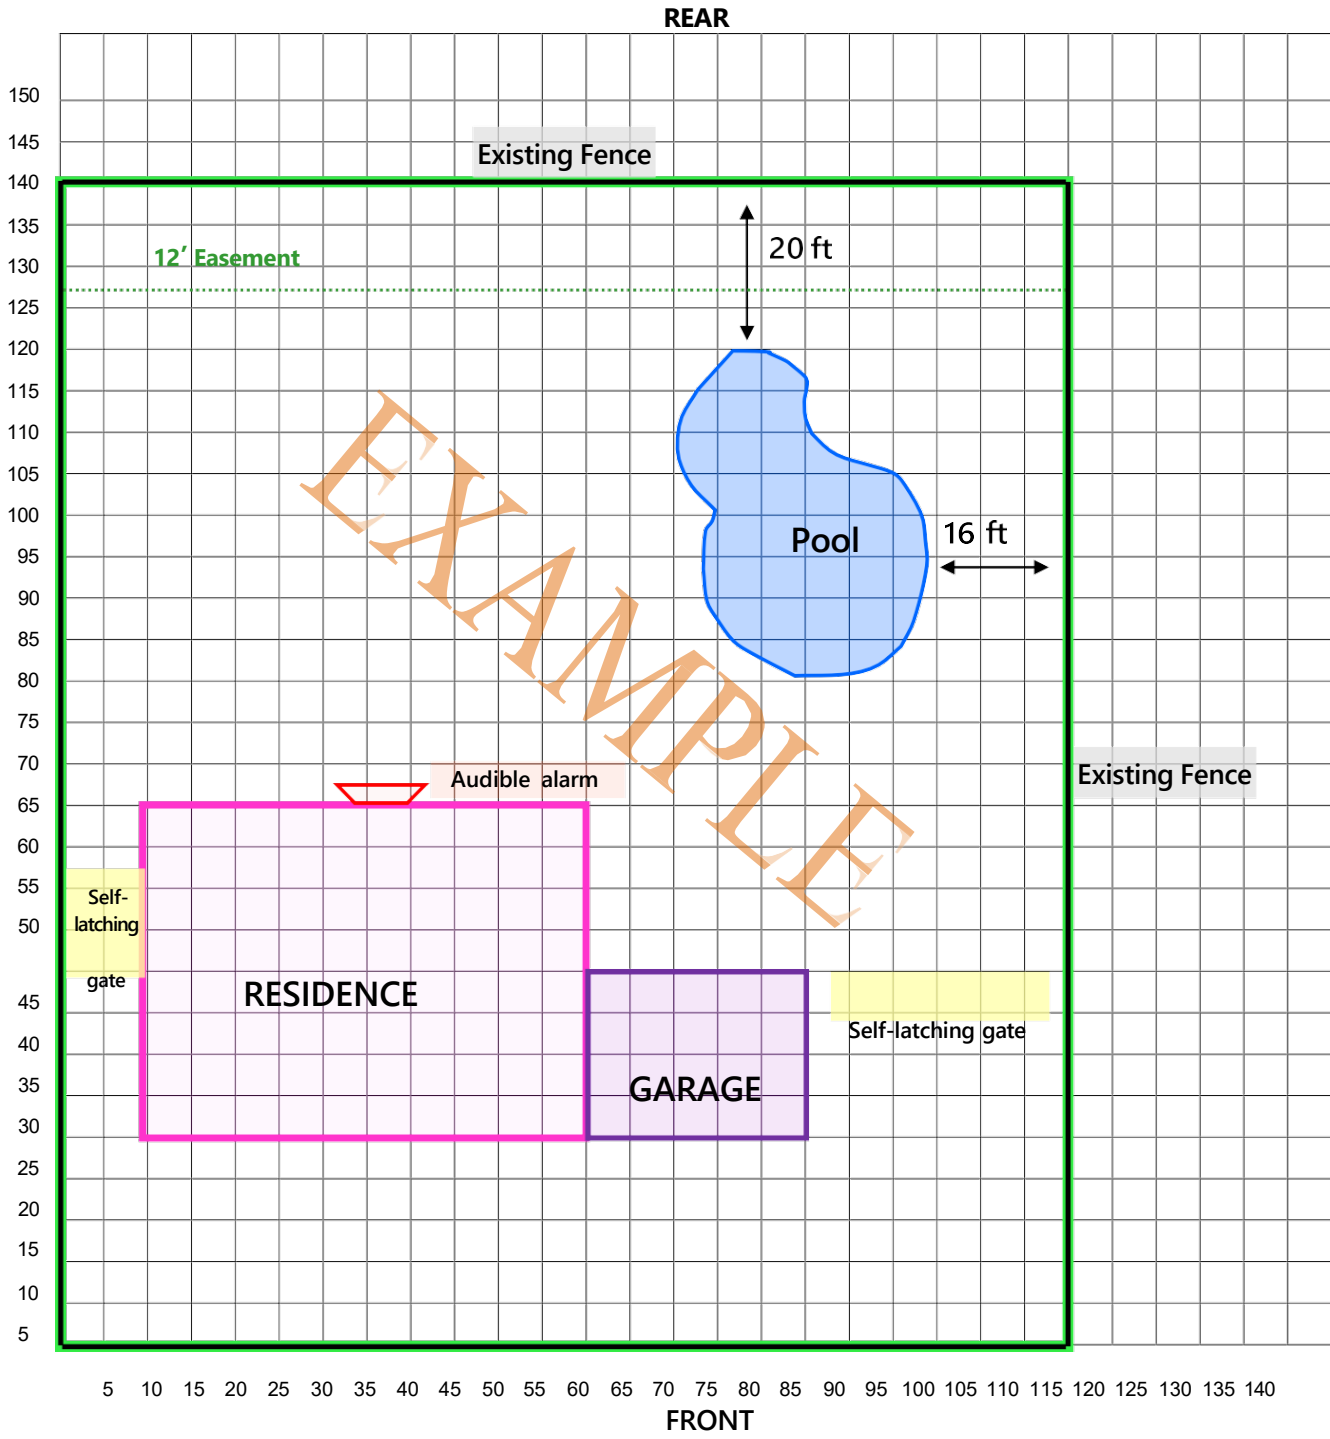 REAR
150
145
Existing Fence
140
135
20 ft
12’ Easement
130
125
120
115
110
105
100
16 ft
95
Pool
90
85
80
75
70
Existing Fence
Audible alarm
65
60
55
Self-
latching
50
gate
RESIDENCE
45
Self-latching gate
40
35
GARAGE
30
25
20
15
10
5
EXAMPLE
5 10 15 20 25 30 35 40 45 50 55 60 65 70 75 80 85 90 95 100 105 110 115 120 125 130 135 140
FRONT